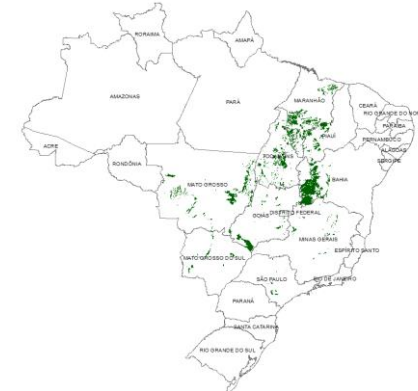 RORAIMA
AMAPÁ
AMAZONAS
PARÁ
MARANHÃO
CEARÁ
RIO GRANDE DO NOR
PARAÍBA
PIAUÍ
PERNAMBUCO
ACRE
ALAGOAS
SERGIPE
TOCANTINS
RONDÔNIA
BAHIA
MATO GROSSO
DISTRITO FEDERAL
GOIÁS
MINAS GERAIS
ESPÍRITO SANTO
MATO GROSSO DO SUL
SÃO PAULO
RIO DE JANEIRO
PARANÁ
SANTA CATARINA
RIO GRANDE DO SUL